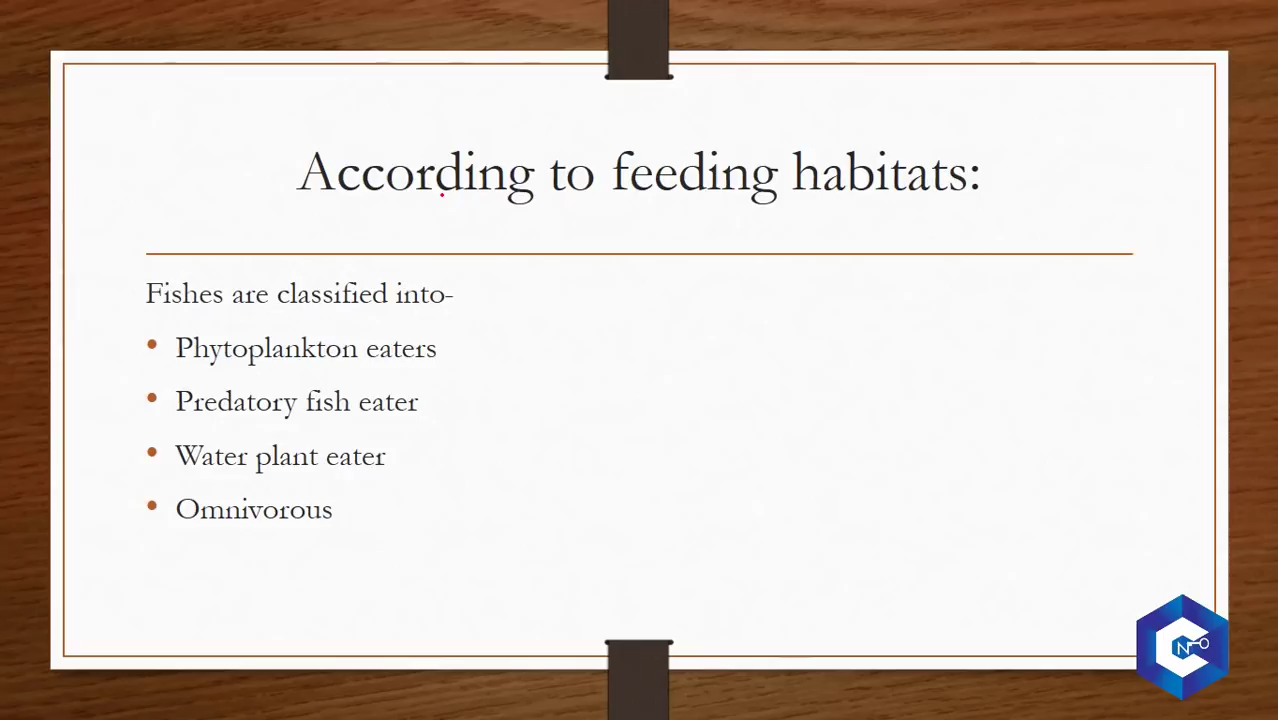 According to feeding habitats:
Fishes are classified into-
Phytoplankton eaters
Predatory fish eater
Water plant eater
Omnivorous